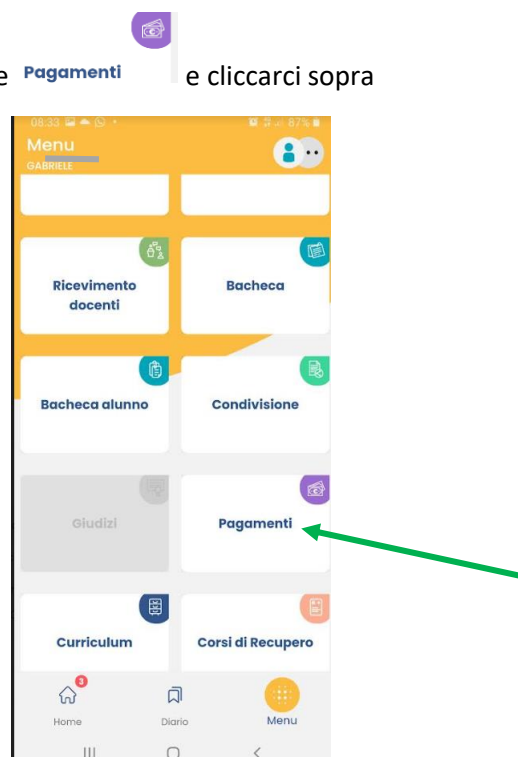 e Pagamenti e cliccarci sopra
08:33 87%
Menu
GABRIELE
Ricevimento
docenti
Bacheca
Bacheca alunno
Condivisione
Giudizi
Pagamenti
Curriculum
Corsi di Recupero
3
Home
Diario
Menu